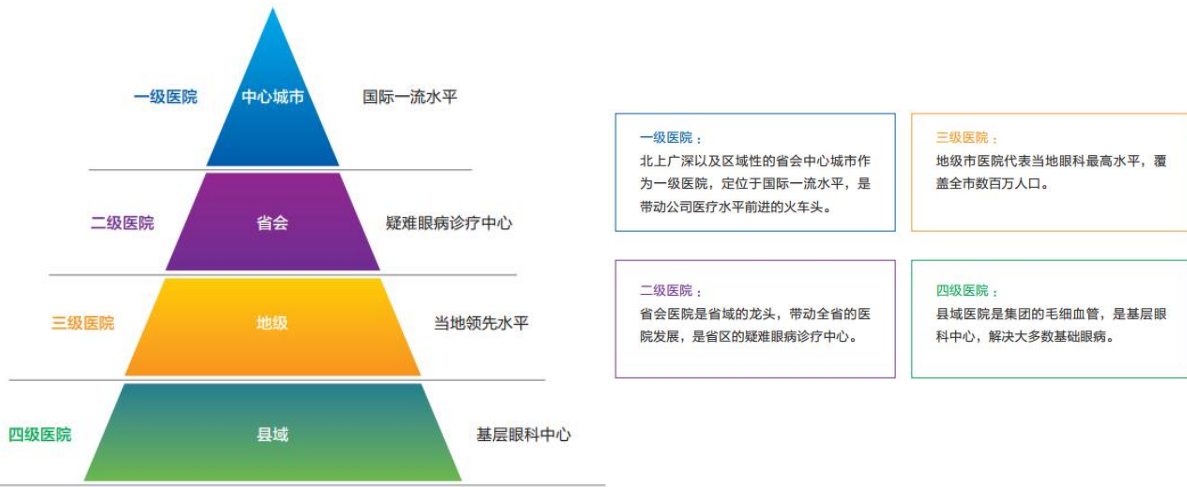 一级医院
中心城市
国际一流水平
二级医院
省会
疑难眼病诊疗中心
三级医院
地级
当地领先水平
四级医院
县域
基层眼科中心
一级医院：
北上广深以及区域性的省会中心城市作
为一级医院，定位于国际一流水平，是
带动公司医疗水平前进的火车头。
三级医院：
地级市医院代表当地眼科最高水平，覆
盖全市数百万人口。
二级医院：
省会医院是省域的龙头，带动全省的医
院发展，是省区的疑难眼病诊疗中心。
四级医院：
县域医院是集团的毛细血管，是基层眼
科中心，解决大多数基础眼病。